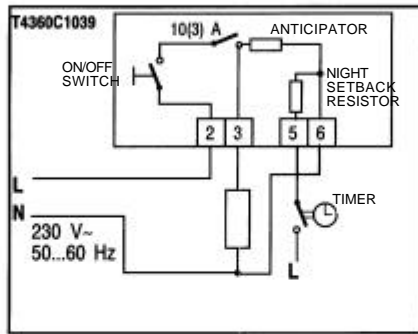 T4360C1039
10(3) A
ANTICIPATOR
ON/OFF
SWITCH
NIGHT
SETBACK
RESISTOR
2 3 5 6
L
N
TIMER
230 V~
50...60 Hz
L